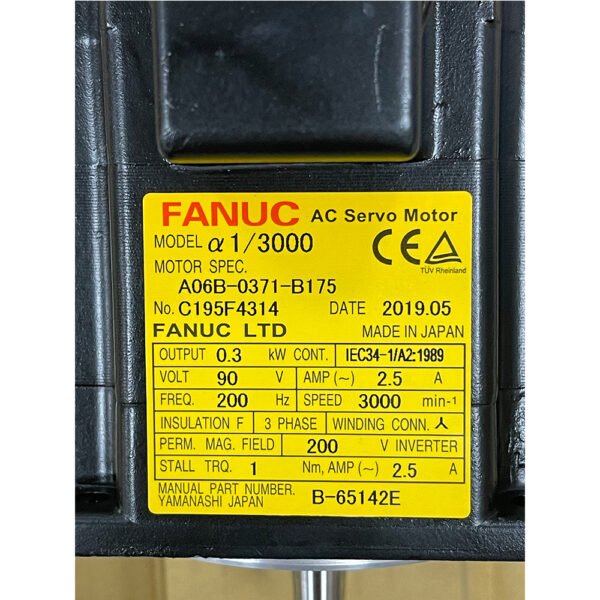 FANUC AC Servo Motor
MODEL α1/3000
CE TÜV Rheinland
MOTOR SPEC.
A06B-0371-B175
No. C195F4314 DATE 2019.05
FANUC LTD MADE IN JAPAN
OUTPUT 0.3 kW CONT. IEC34-1/A2:1989
VOLT 90 V AMP (~) 2.5 A
FREQ. 200 Hz SPEED 3000 min-1
INSULATION F 3 PHASE WINDING CONN. 人
PERM. MAG. FIELD 200 V INVERTER
STALL TRQ. 1 Nm, AMP (~) 2.5 A
MANUAL PART NUMBER. B-65142E
YAMANASHI JAPAN